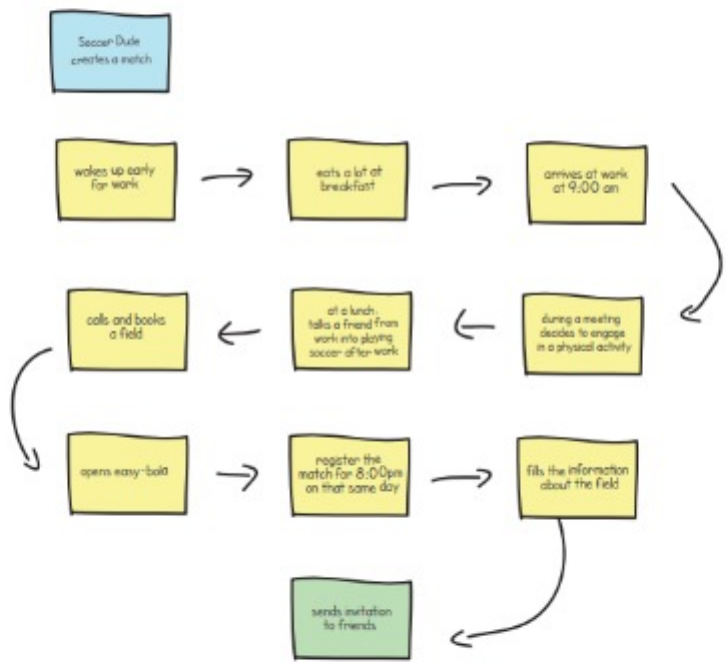 Soccer Dude
creates a match
wakes up early
for work
eats a lot at
breakfast
arrives at work
at 9:00 am
during a meeting
decides to engage
in a physical activity
at a lunch,
talks a friend from
work into playing
soccer after work
calls and books
a field
opens easy-bola
register the
match for 8:00pm
on that same day
fills the information
about the field
sends invitation
to friends